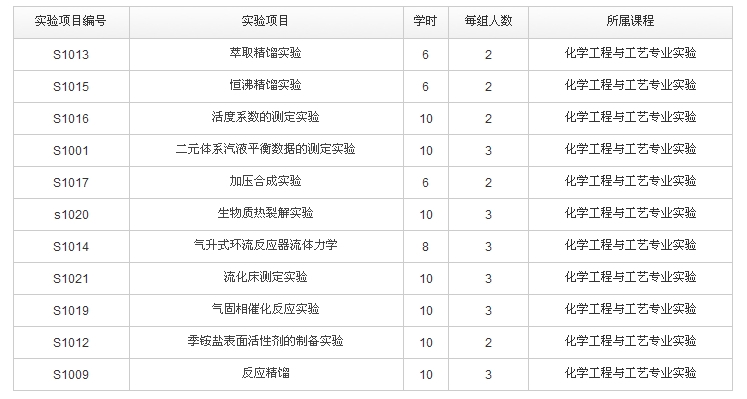 实验项目编号 实验项目 学时 每组人数 所属课程
S1013 萃取精馏实验 6 2 化学工程与工艺专业实验
S1015 恒沸精馏实验 6 2 化学工程与工艺专业实验
S1016 活度系数的测定实验 10 2 化学工程与工艺专业实验
S1001 二元体系汽液平衡数据的测定实验 10 3 化学工程与工艺专业实验
S1017 加压合成实验 6 2 化学工程与工艺专业实验
s1020 生物质热裂解实验 10 3 化学工程与工艺专业实验
S1014 气升式环流反应器流体力学 8 3 化学工程与工艺专业实验
S1021 流化床测定实验 10 3 化学工程与工艺专业实验
S1019 气固相催化反应实验 10 3 化学工程与工艺专业实验
S1012 季铵盐表面活性剂的制备实验 10 2 化学工程与工艺专业实验
S1009 反应精馏 10 3 化学工程与工艺专业实验